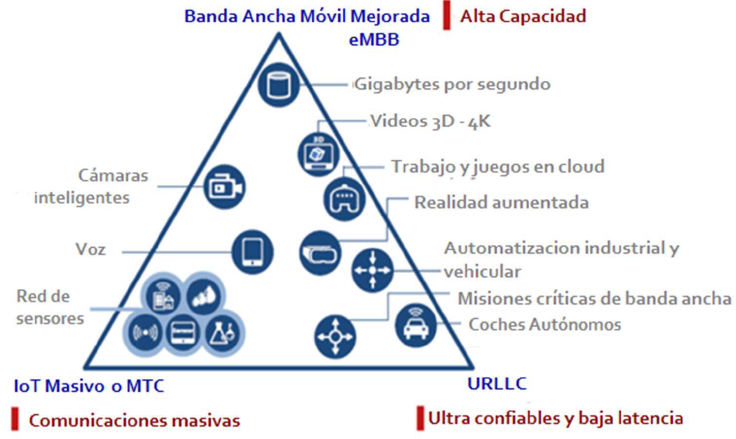 Banda Ancha Móvil Mejorada
eMBB
Alta Capacidad
Gigabytes por segundo
Videos 3D - 4K
3D
Trabajo y juegos en cloud
Cámaras
inteligentes
Realidad aumentada
Voz
Automatizacion industrial y
vehicular
Red de
sensores
Misiones críticas de banda ancha
Coches Autónomos
IoT Masivo o MTC
URLLC
Comunicaciones masivas
Ultra confiables y baja latencia